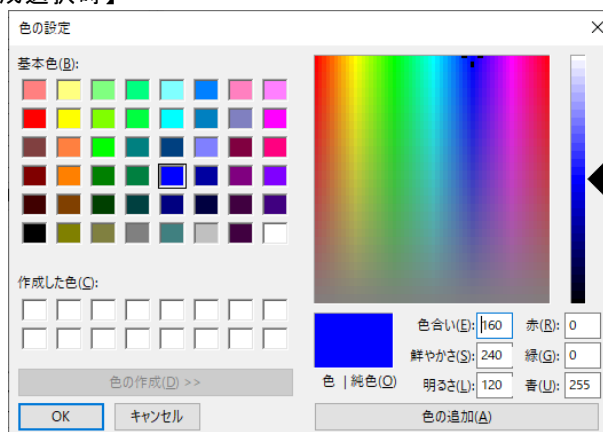 色の設定
基本色(B):
作成した色(C):
色の作成(D) >>
OK
キャンセル
色 | 純色(O)
色合い(E): 160
鮮やかさ(S): 240
明るさ(L): 120
赤(R): 0
緑(G): 0
青(U): 255
色の追加(A)